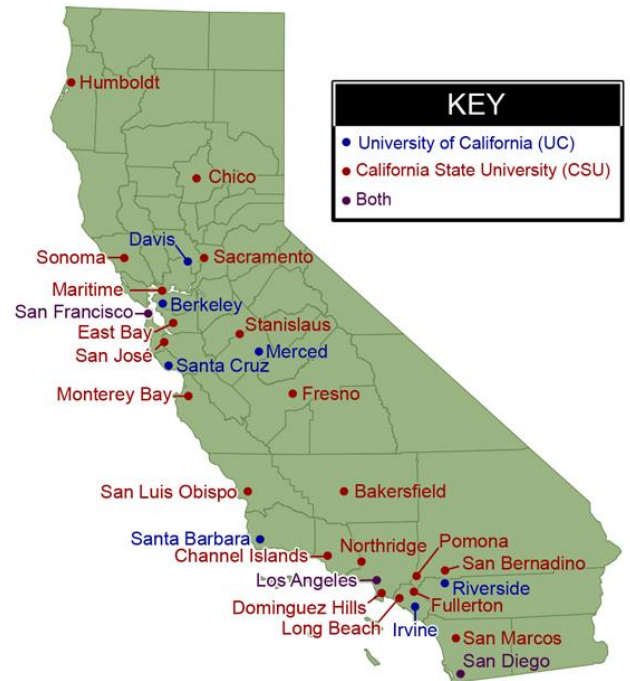 Humboldt
KEY
University of California (UC)
California State University (CSU)
Both
Chico
Davis
Sonoma
Sacramento
Maritime
Berkeley
San Francisco
East Bay
Stanislaus
San José
Merced
Santa Cruz
Monterey Bay
Fresno
San Luis Obispo
Bakersfield
Santa Barbara
Channel Islands
Northridge
Pomona
San Bernadino
Los Angeles
Riverside
Dominguez Hills
Fullerton
Long Beach
Irvine
San Marcos
San Diego